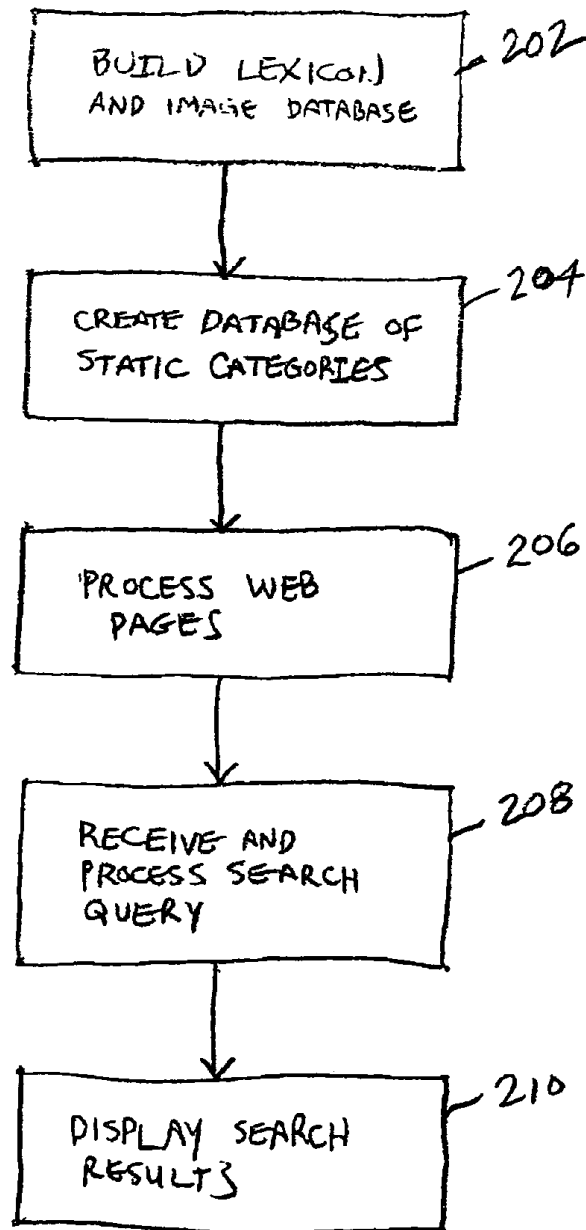 BUILD LEXICON
AND IMAGE DATABASE
202
CREATE DATABASE OF
STATIC CATEGORIES
204
PROCESS WEB
PAGES
206
RECEIVE AND
PROCESS SEARCH
QUERY
208
DISPLAY SEARCH
RESULTS
210